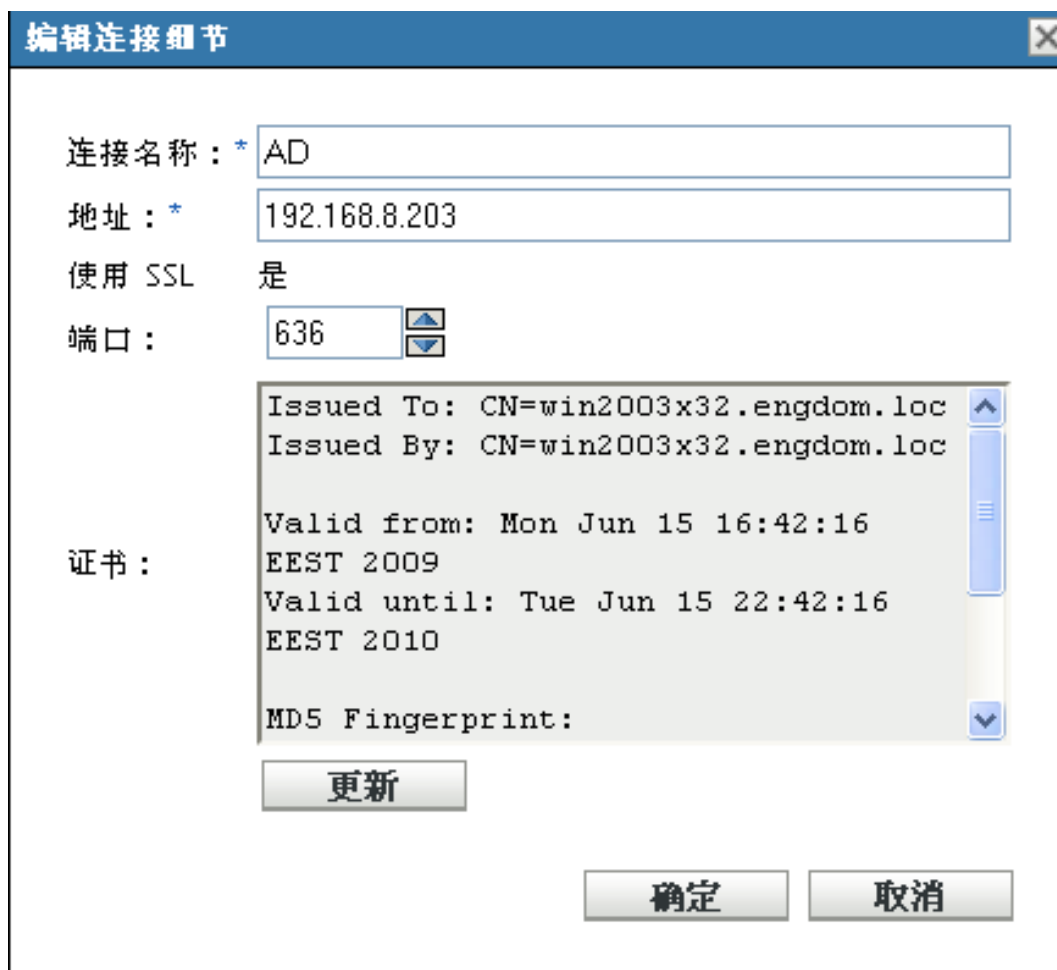 编辑连接细节
连接名称：* AD
地址：* 192.168.8.203
使用 SSL 是
端口： 636
Issued To: CN=win2003x32.engdom.loc
Issued By: CN=win2003x32.engdom.loc
Valid from: Mon Jun 15 16:42:16
证书： EEST 2009
Valid until: Tue Jun 15 22:42:16
EEST 2010
MD5 Fingerprint:
更新
确定 取消